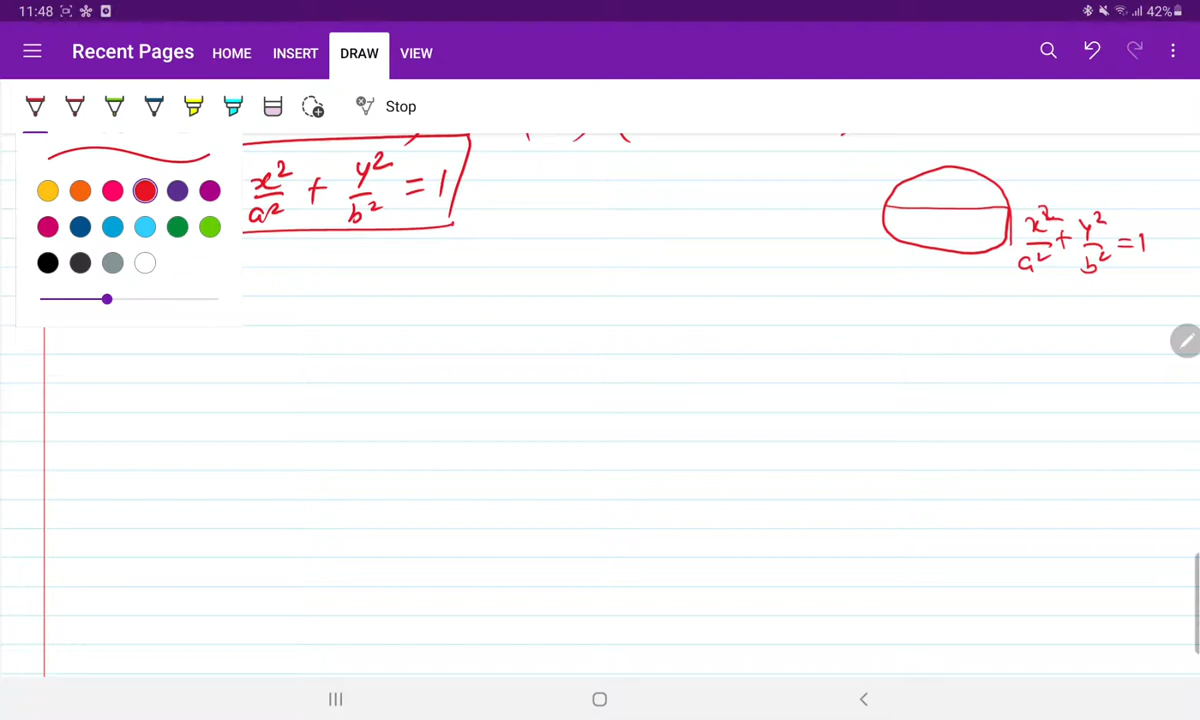 11:48 42%
Recent Pages HOME INSERT DRAW VIEW
Stop
x²/a² + y²/b² = 1
x²/a² + y²/b² = 1